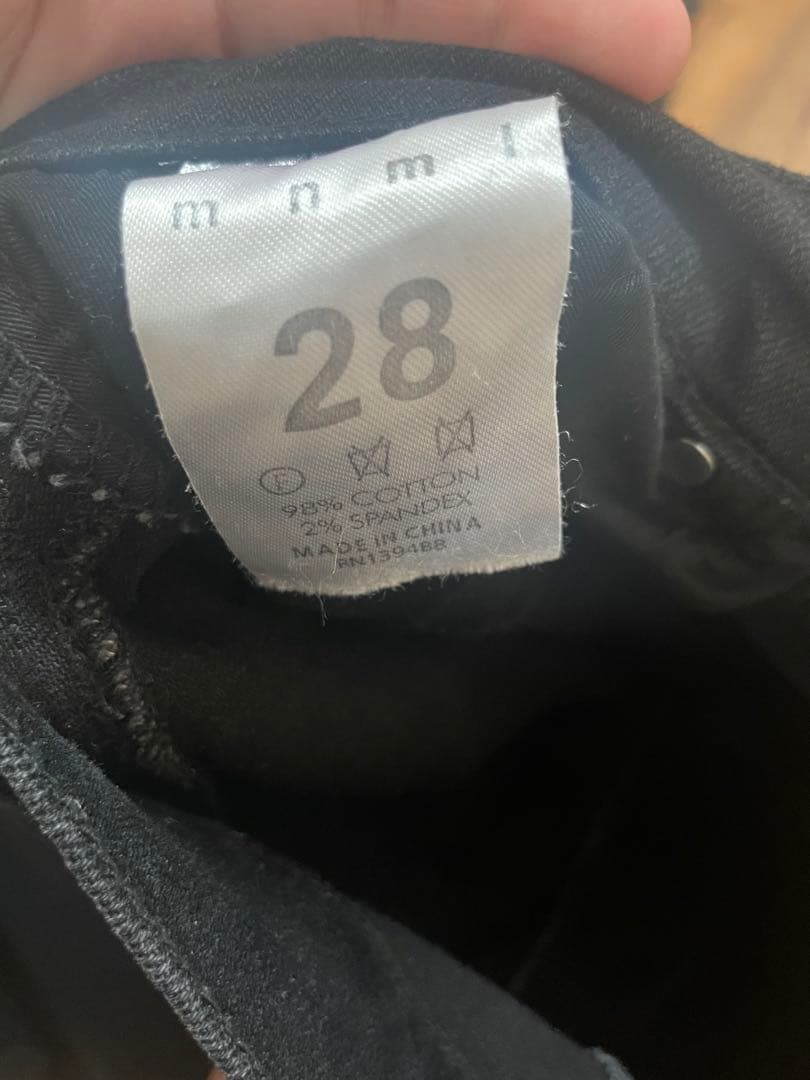 m n m l
28
F
98% COTTON
2% SPANDEX
MADE IN CHINA
RN139488